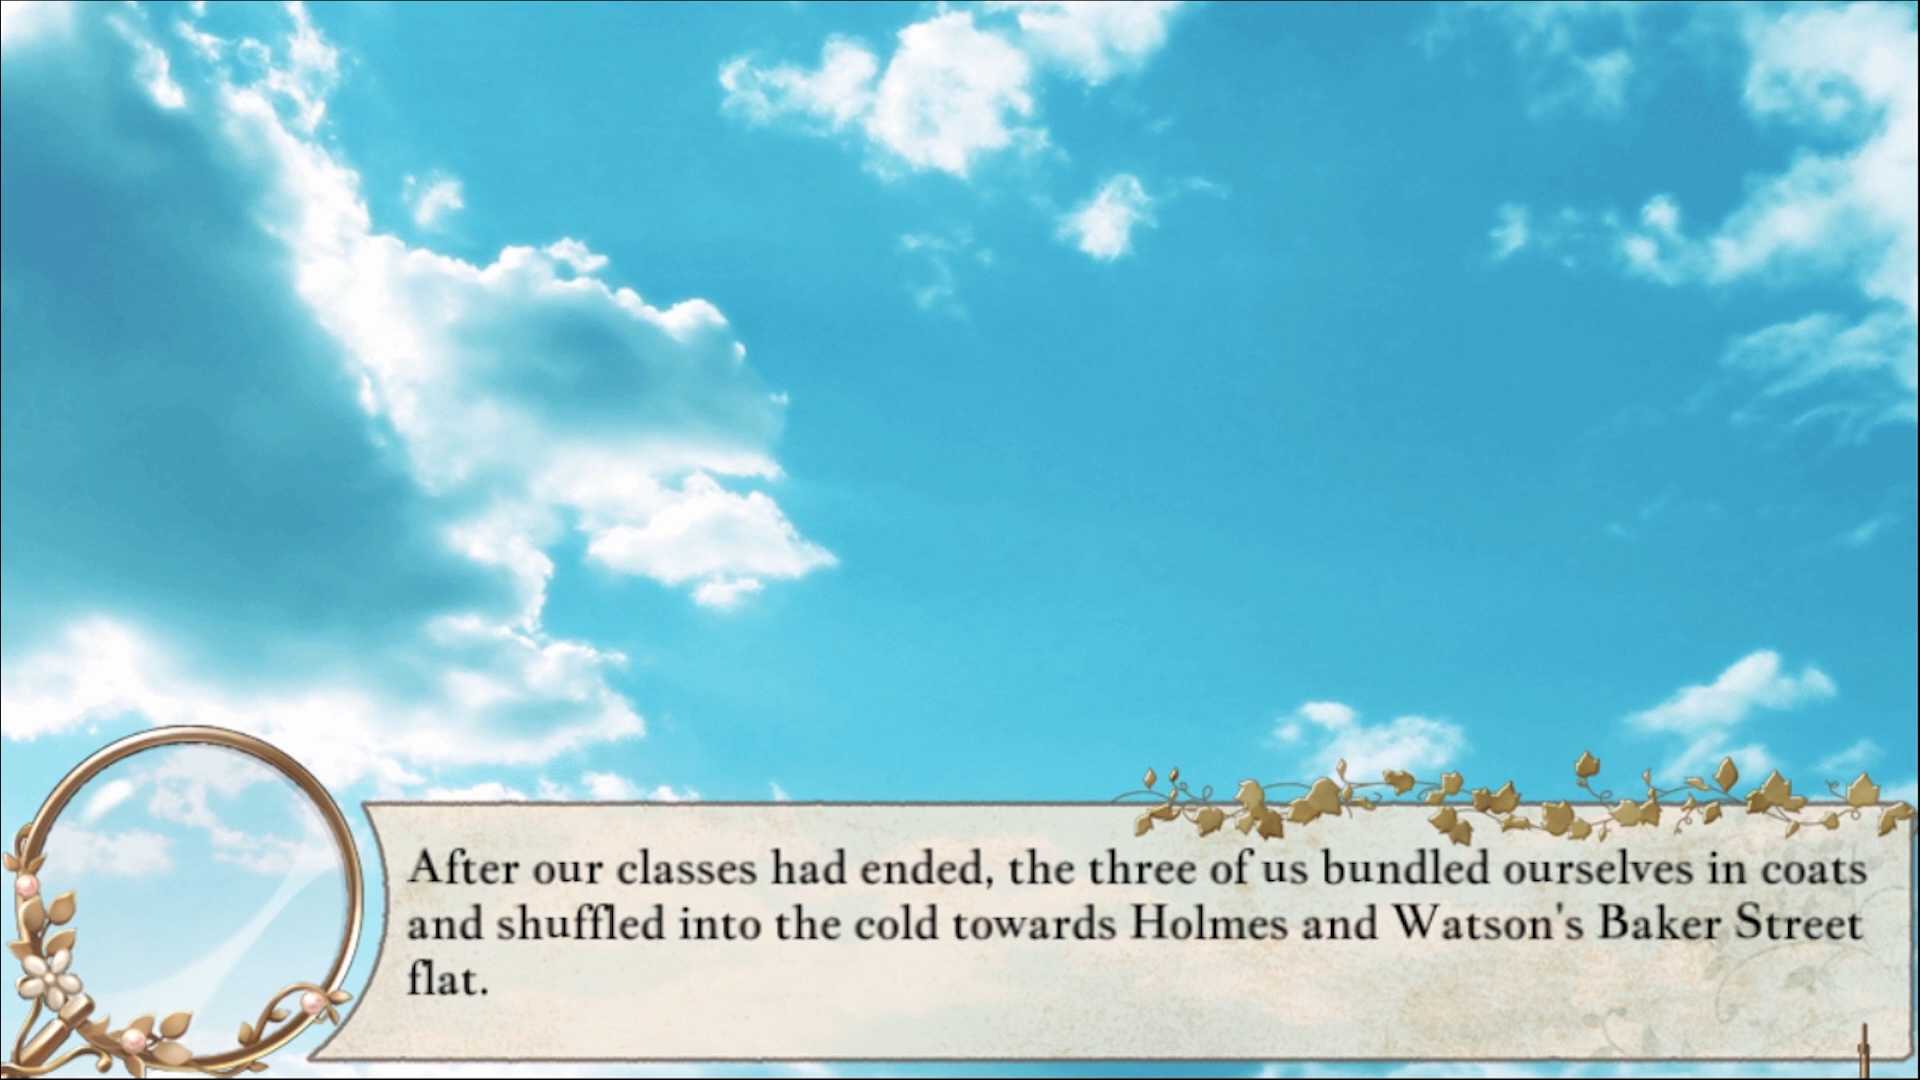 After our classes had ended, the three of us bundled ourselves in coats
and shuffled into the cold towards Holmes and Watson's Baker Street
flat.